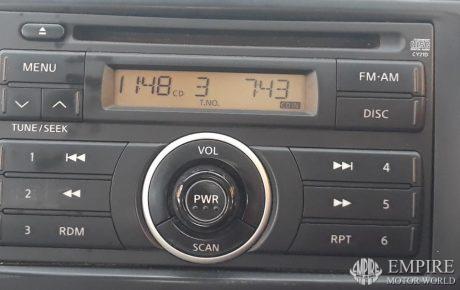 MENU
1148 CD 3 743
T.NO.
CD IN
disc
CY21D
FM·AM
DISC
TUNE/SEEK
VOL
1
4
2
PWR
5
3 RDM
SCAN
RPT 6
EMPIRE
MOTOR WORLD